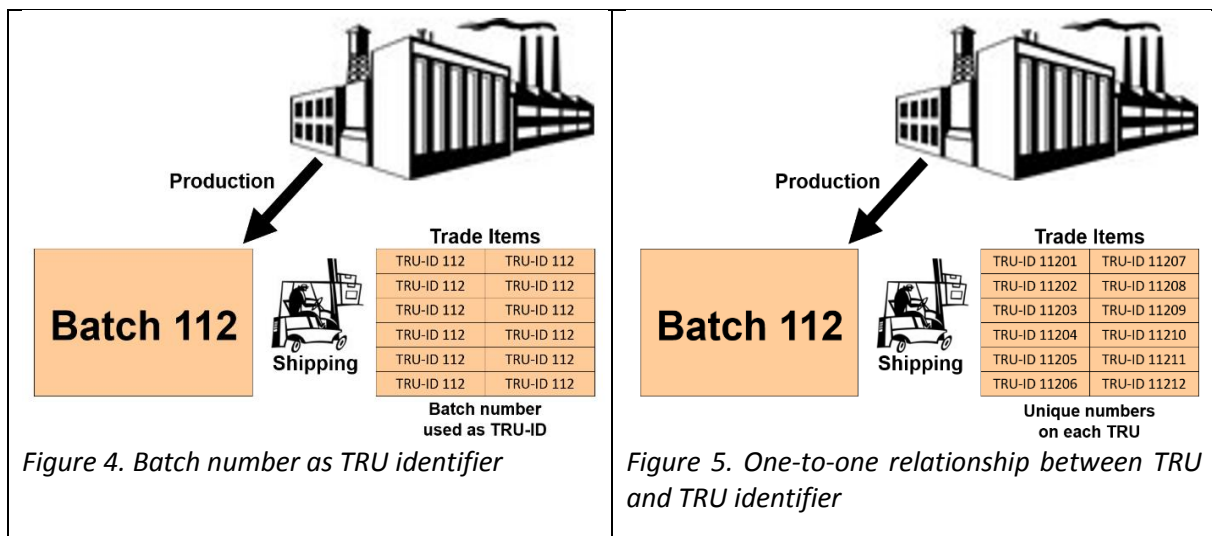 Production
Trade Items
TRU-ID 112 TRU-ID 112
TRU-ID 112 TRU-ID 112
Batch 112
TRU-ID 112 TRU-ID 112
TRU-ID 112 TRU-ID 112
Shipping
TRU-ID 112 TRU-ID 112
TRU-ID 112 TRU-ID 112
Batch number
used as TRU-ID
Figure 4. Batch number as TRU identifier
Production
Trade Items
TRU-ID 11201 TRU-ID 11207
TRU-ID 11202 TRU-ID 11208
Batch 112
TRU-ID 11203 TRU-ID 11209
TRU-ID 11204 TRU-ID 11210
Shipping
TRU-ID 11205 TRU-ID 11211
TRU-ID 11206 TRU-ID 11212
Unique numbers
on each TRU
Figure 5. One-to-one relationship between TRU
and TRU identifier